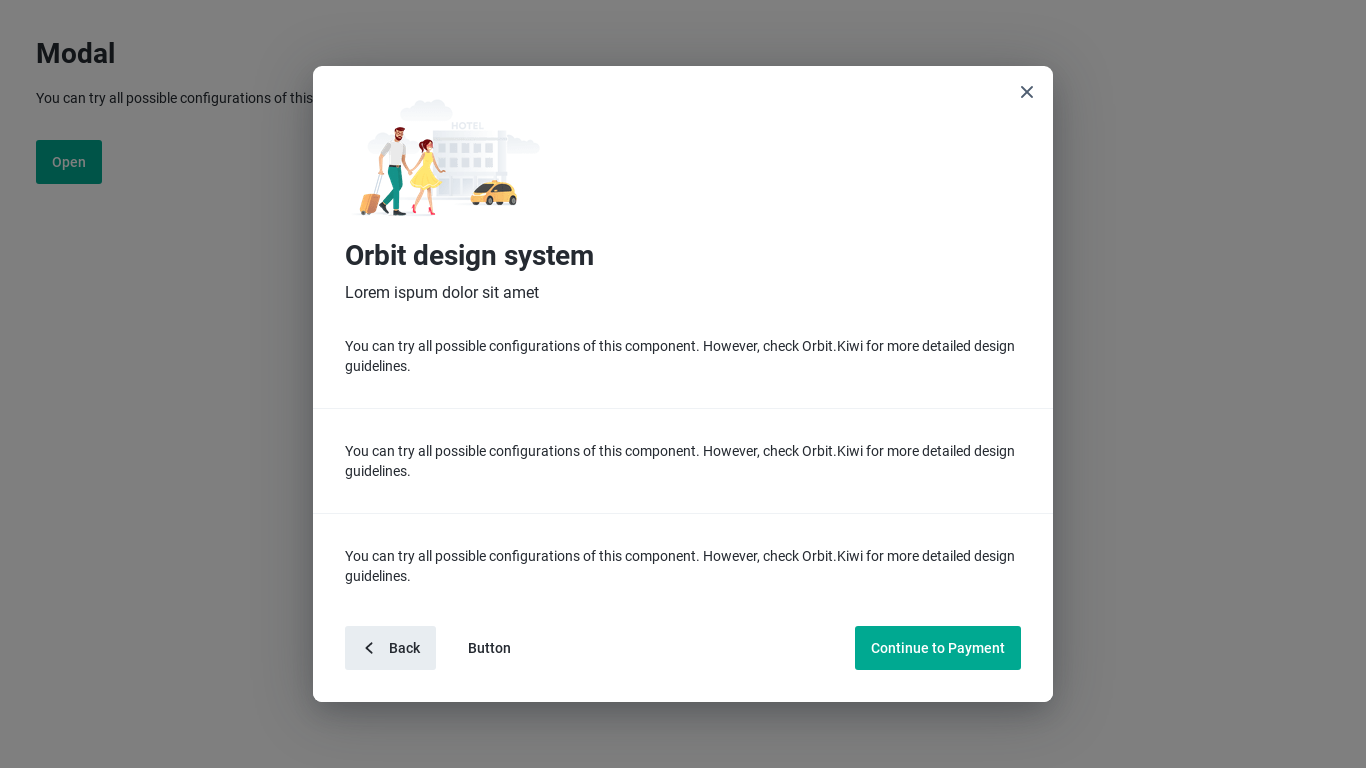 Modal
You can try all possible configurations of this
Open
HOTEL
Orbit design system
Lorem ispum dolor sit amet
You can try all possible configurations of this component. However, check Orbit.Kiwi for more detailed design
guidelines.
You can try all possible configurations of this component. However, check Orbit.Kiwi for more detailed design
guidelines.
You can try all possible configurations of this component. However, check Orbit.Kiwi for more detailed design
guidelines.
Back
Button
Continue to Payment